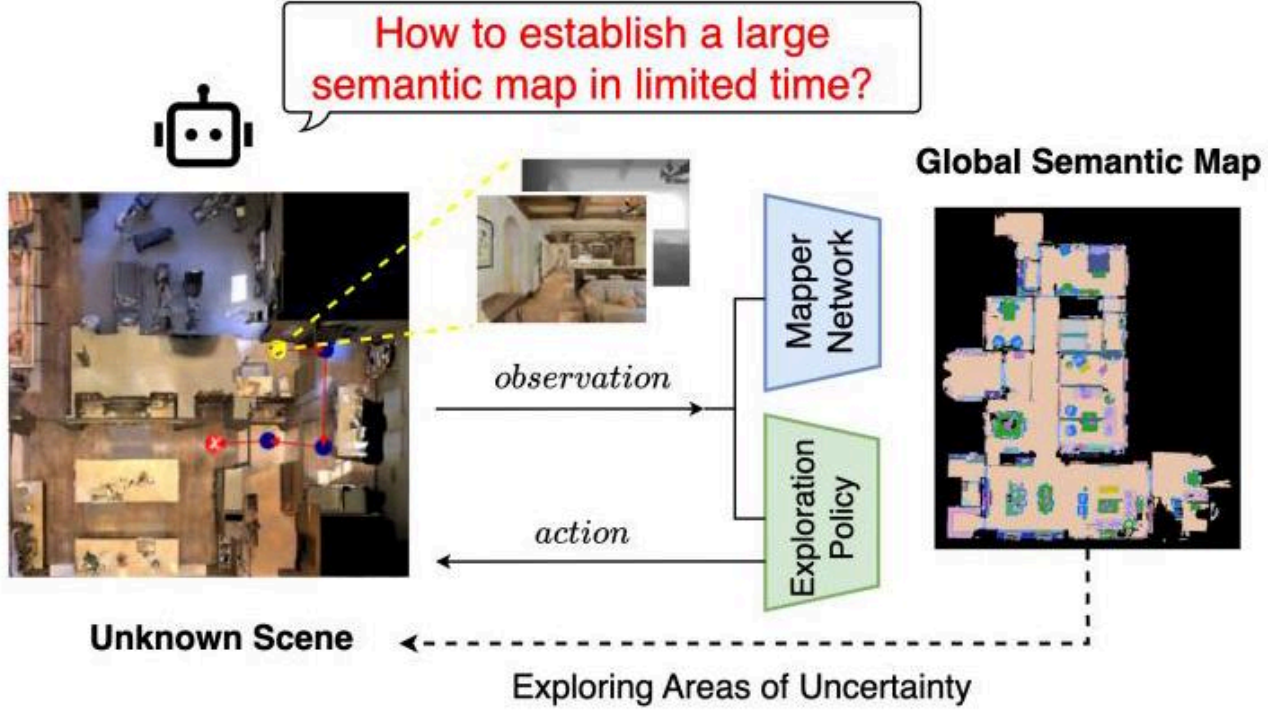 How to establish a large
semantic map in limited time?
Global Semantic Map
Mapper
Network
observation
Exploration
Policy
action
Unknown Scene
Exploring Areas of Uncertainty